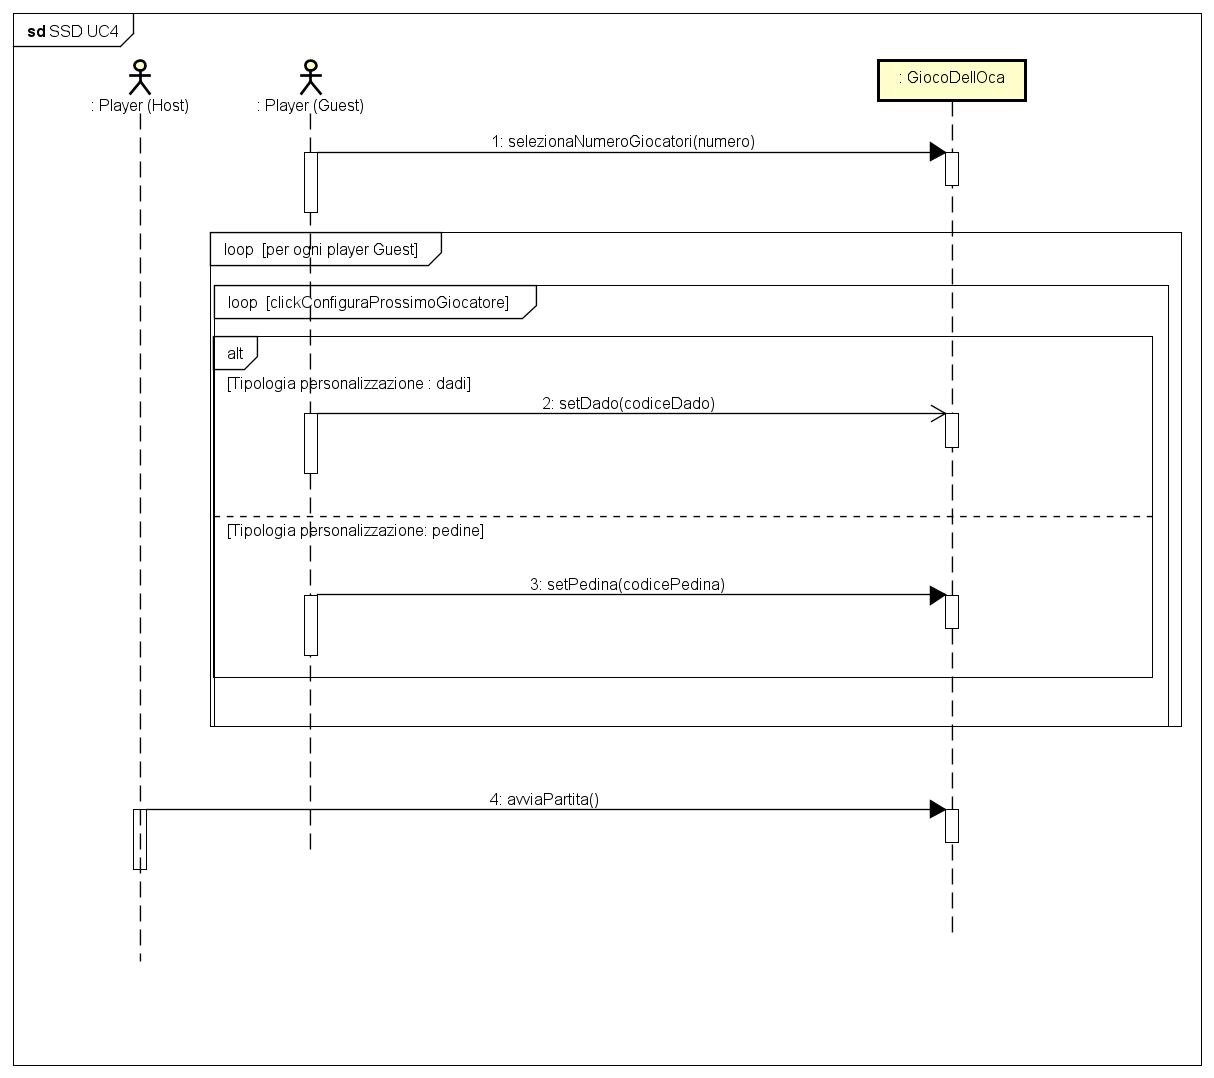 sd SSD UC4
: Player (Host)
: Player (Guest)
: GiocoDellOca
1: selezionaNumeroGiocatori(numero)
loop [per ogni player Guest]
loop [clickConfiguraProssimoGiocatore]
alt
[Tipologia personalizzazione : dadi]
2: setDado(codiceDado)
[Tipologia personalizzazione: pedine]
3: setPedina(codicePedina)
4: avviaPartita()